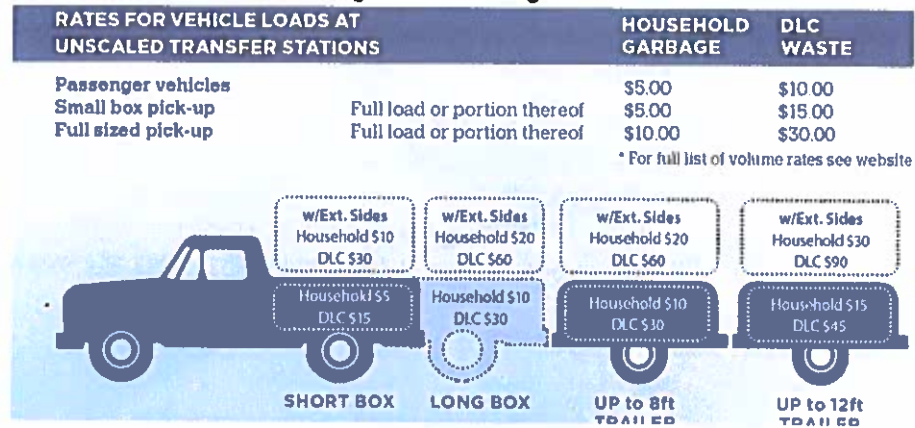 RATES FOR VEHICLE LOADS AT
UNSCALED TRANSFER STATIONS
HOUSEHOLD GARBAGE
DLC WASTE
Passenger vehicles $5.00 $10.00
Small box pick-up Full load or portion thereof $5.00 $15.00
Full sized pick-up Full load or portion thereof $10.00 $30.00
* For full list of volume rates see website
w/Ext. Sides
Household $10
DLC $30
w/Ext. Sides
Household $20
DLC $60
w/Ext. Sides
Household $20
DLC $60
w/Ext. Sides
Household $30
DLC $90
Household $5
DLC $15
Household $10
DLC $30
Household $10
DLC $30
Household $15
DLC $45
SHORT BOX
LONG BOX
UP to 8ft
TRAILER
UP to 12ft
TRAILER